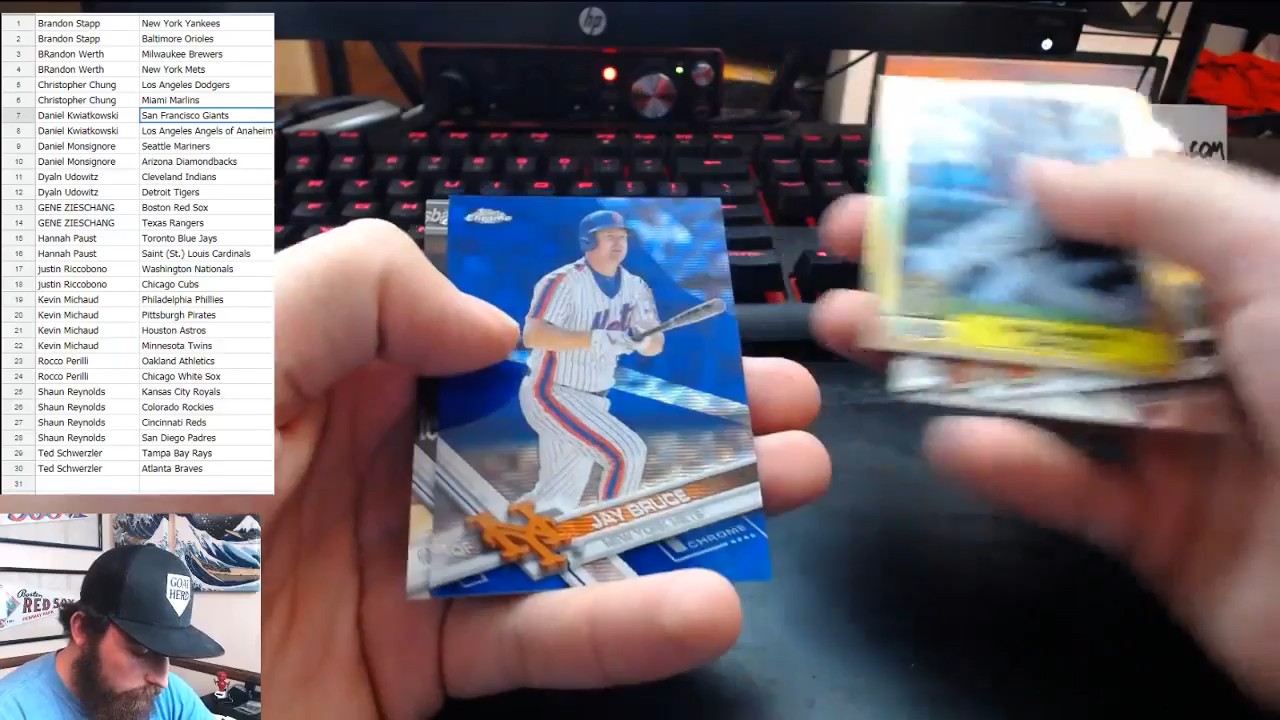 1 Brandon Stapp New York Yankees
2 Brandon Stapp Baltimore Orioles
3 BRandon Werth Milwaukee Brewers
4 BRandon Werth New York Mets
5 Christopher Chung Los Angeles Dodgers
6 Christopher Chung Miami Marlins
7 Daniel Kwiatkowski San Francisco Giants
8 Daniel Kwiatkowski Los Angeles Angels of Anaheim
9 Daniel Monsignore Seattle Mariners
10 Daniel Monsignore Arizona Diamondbacks
11 Dyaln Udowitz Cleveland Indians
12 Dyaln Udowitz Detroit Tigers
13 GENE ZIESCHANG Boston Red Sox
14 GENE ZIESCHANG Texas Rangers
15 Hannah Paust Toronto Blue Jays
16 Hannah Paust Saint (St.) Louis Cardinals
17 justin Riccobono Washington Nationals
18 justin Riccobono Chicago Cubs
19 Kevin Michaud Philadelphia Phillies
20 Kevin Michaud Pittsburgh Pirates
21 Kevin Michaud Houston Astros
22 Kevin Michaud Minnesota Twins
23 Rocco Perilli Oakland Athletics
24 Rocco Perilli Chicago White Sox
25 Shaun Reynolds Kansas City Royals
26 Shaun Reynolds Colorado Rockies
27 Shaun Reynolds Cincinnati Reds
28 Shaun Reynolds San Diego Padres
29 Ted Schwerzler Tampa Bay Rays
30 Ted Schwerzler Atlanta Braves
31
hp
.COM
Chrome
Mets
JAY BRUCE
NY
CHROME
GOAT
HERD
Boston
RED SOX